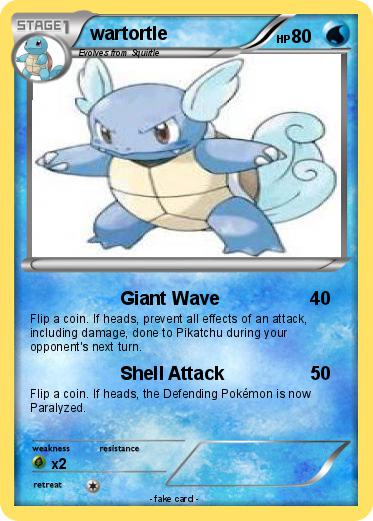 STAGE1
wartortle
HP80
Evolves from Squirtle
Giant Wave 40
Flip a coin. If heads, prevent all effects of an attack,
including damage, done to Pikatchu during your
opponent's next turn.
Shell Attack 50
Flip a coin. If heads, the Defending Pokémon is now
Paralyzed.
weakness resistance
x2
retreat
- fake card -